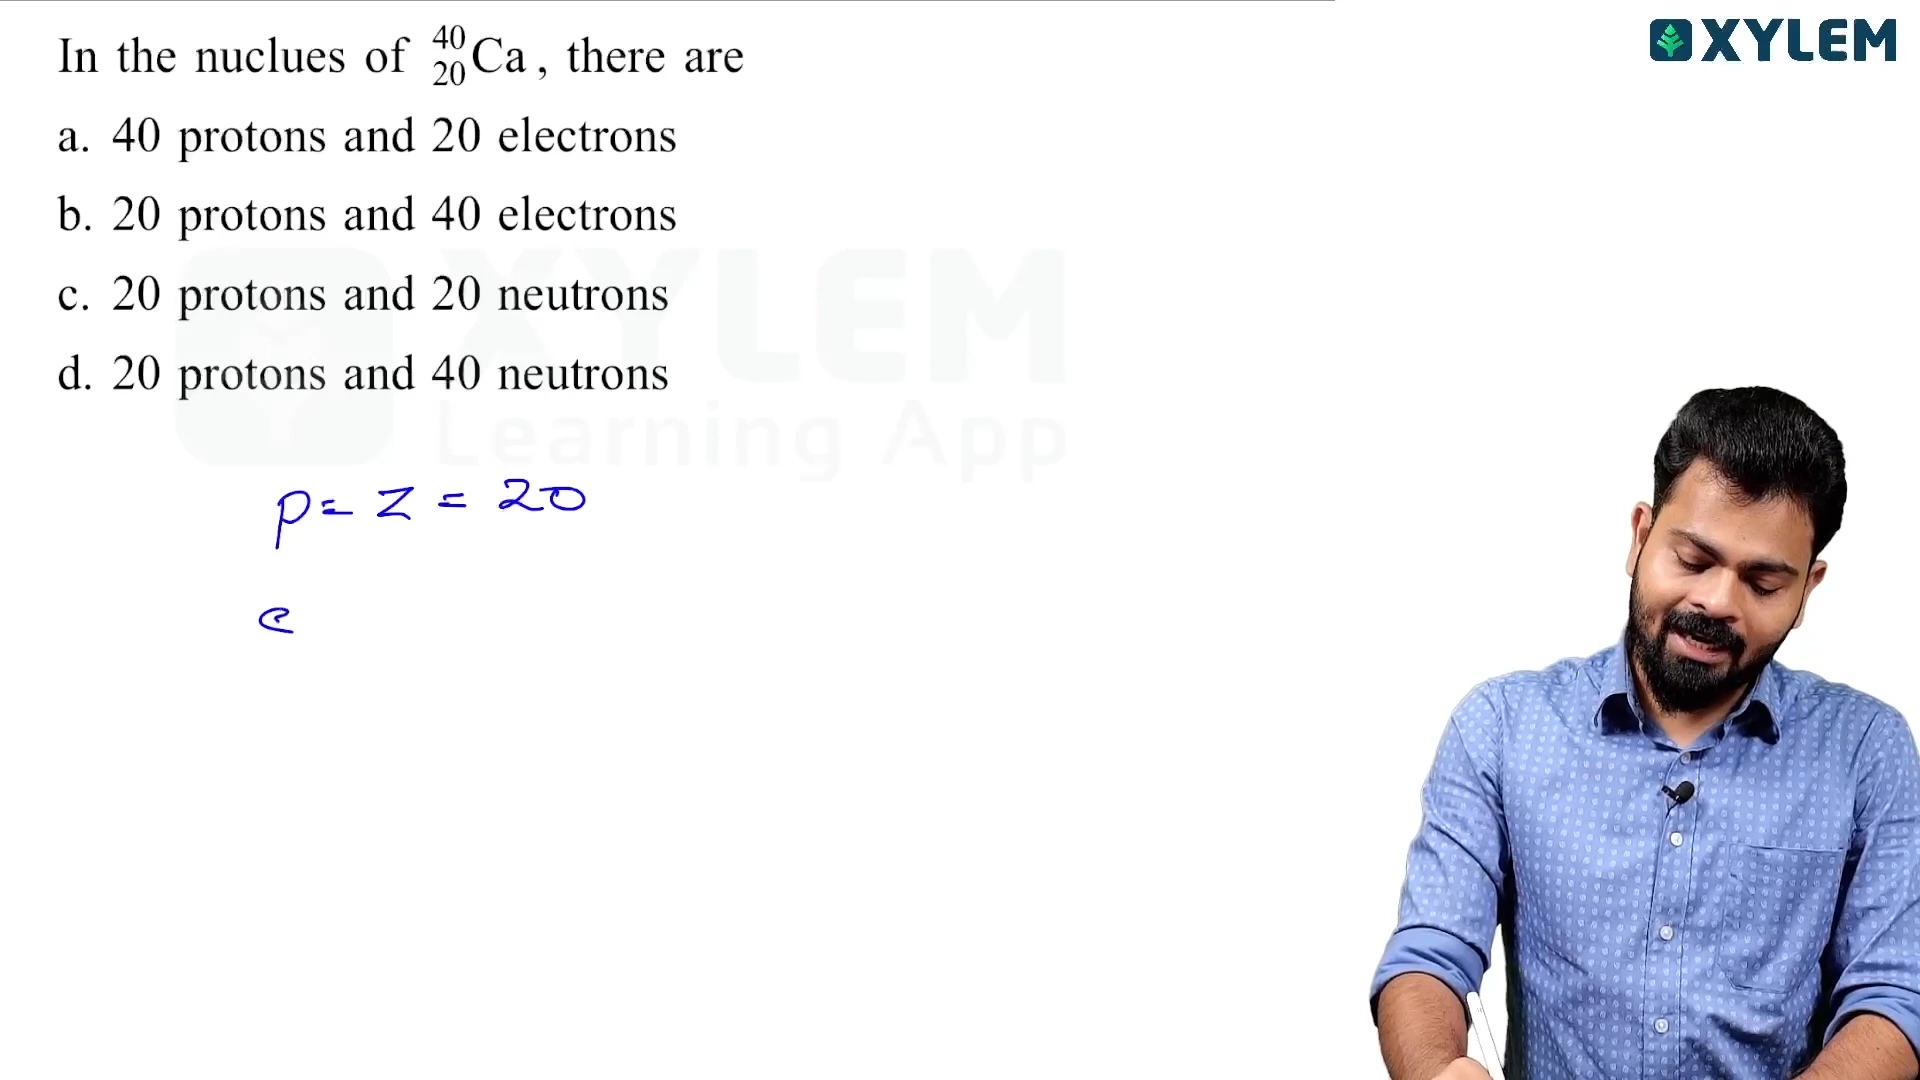 XYLEM
In the nuclues of ⁴⁰₂₀Ca, there are
a. 40 protons and 20 electrons
b. 20 protons and 40 electrons
c. 20 protons and 20 neutrons
d. 20 protons and 40 neutrons
XYLEM
Learning App
p = Z = 20
e